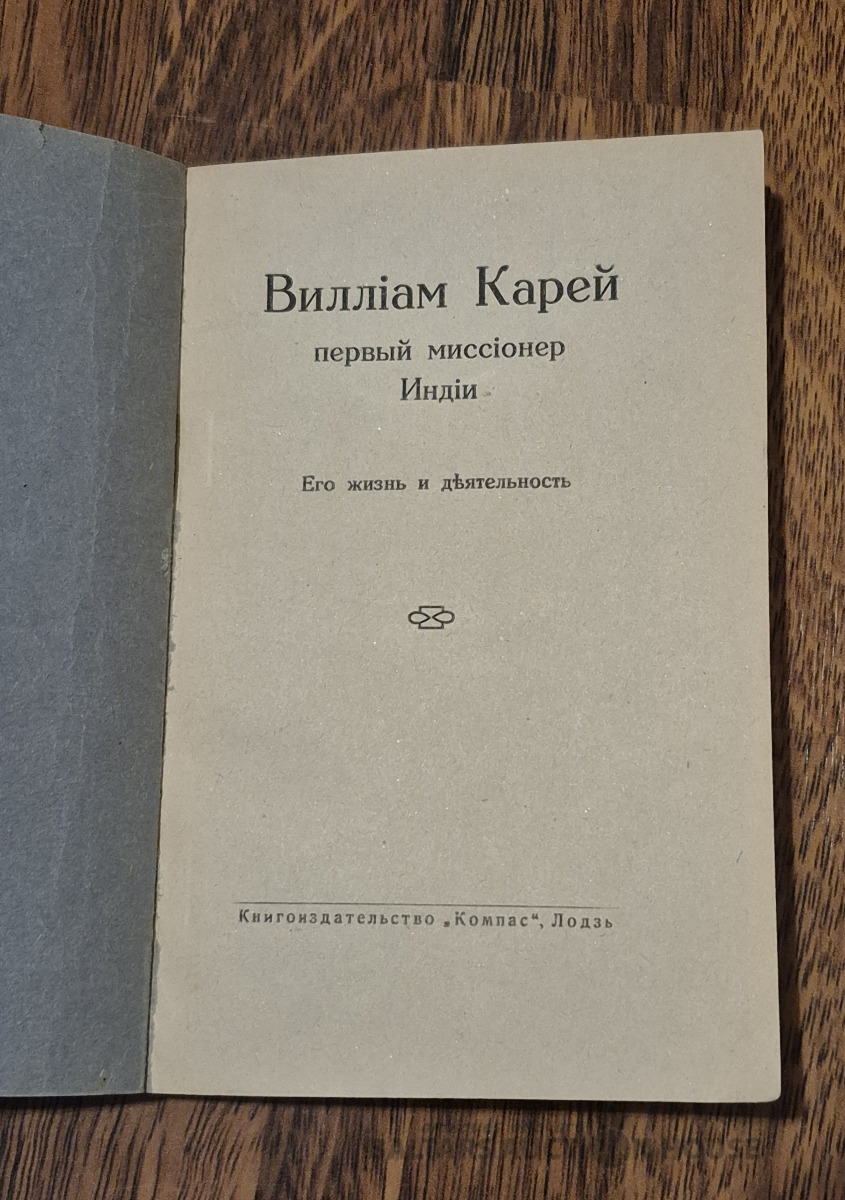 Вилліам Карей
первый миссіонер
Индіи
Его жизнь и дѣятельность
Книгоиздательство „Компас“, Лодзь